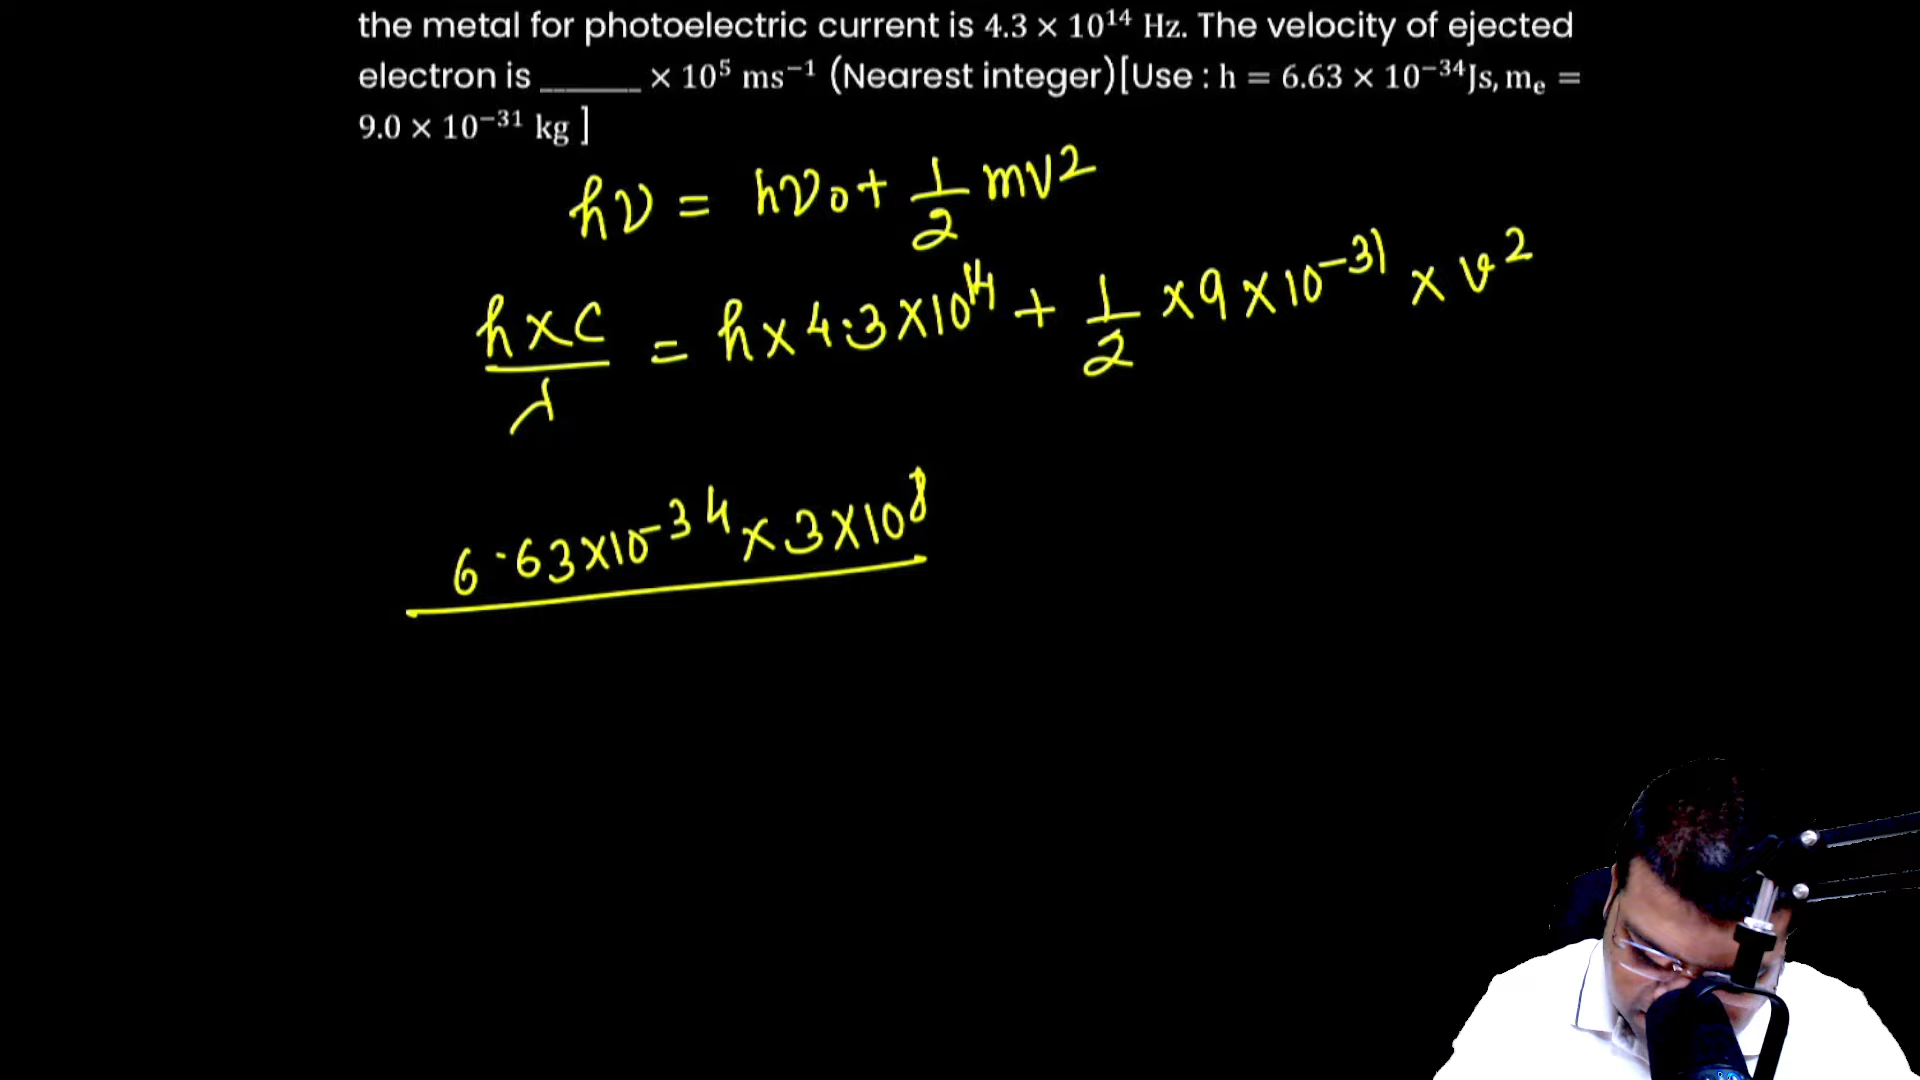 the metal for photoelectric current is 4.3 × 10¹⁴ Hz. The velocity of ejected
electron is ______ × 10⁵ ms⁻¹ (Nearest integer)[Use : h = 6.63 × 10⁻³⁴Js, mₑ =
9.0 × 10⁻³¹ kg ]
hν = hν₀ + 1/2 mv²
h×c/λ = h×4.3×10¹⁴ + 1/2 ×9×10⁻³¹ × v²
6.63×10⁻³⁴ × 3×10⁸